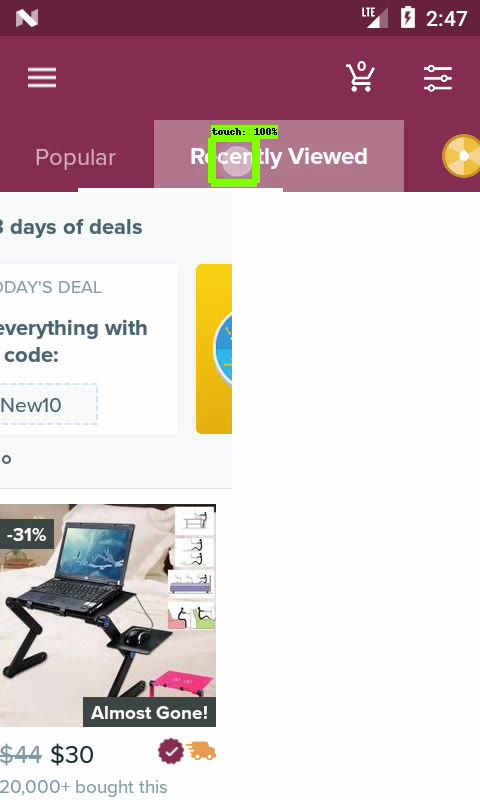 LTE
2:47
0
Popular
Recently Viewed
touch: 100%
3 days of deals
ODAY'S DEAL
everything with
code:
New10
-31%
Almost Gone!
$44 $30
20,000+ bought this